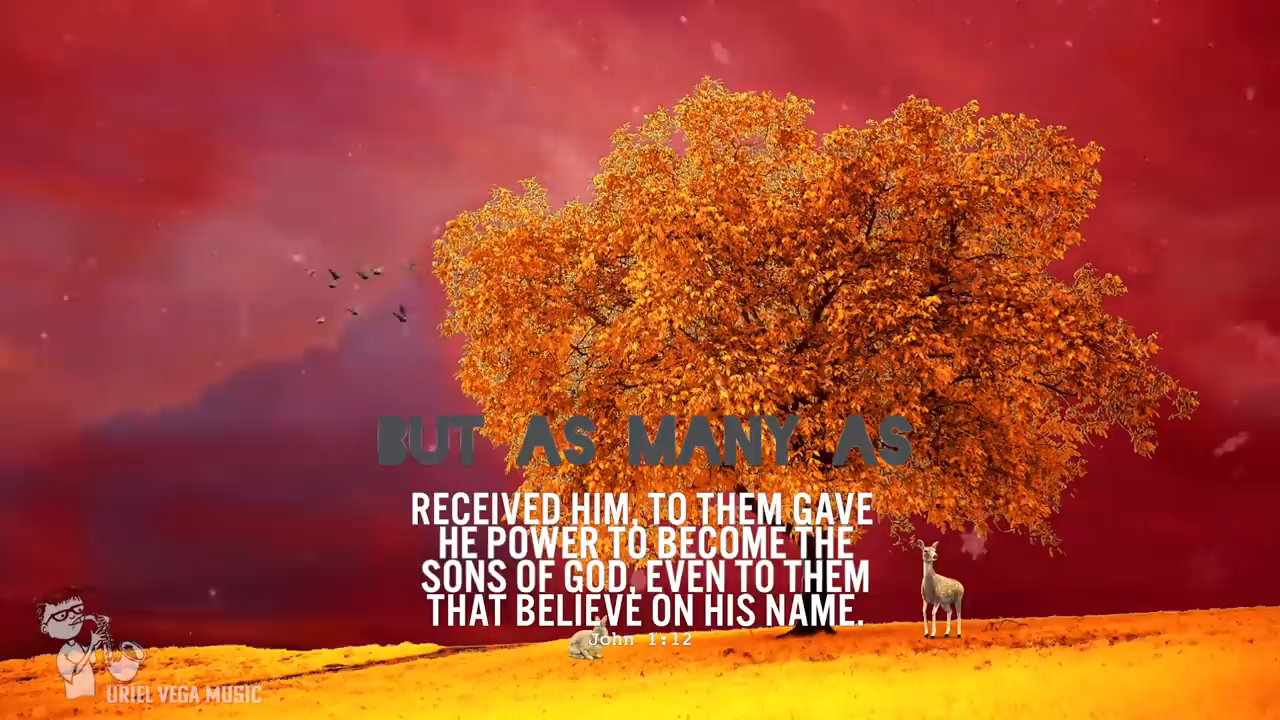 BUT AS MANY AS
RECEIVED HIM, TO THEM GAVE
HE POWER TO BECOME THE
SONS OF GOD, EVEN TO THEM
THAT BELIEVE ON HIS NAME.
John 1:12
URIEL VEGA MUSIC